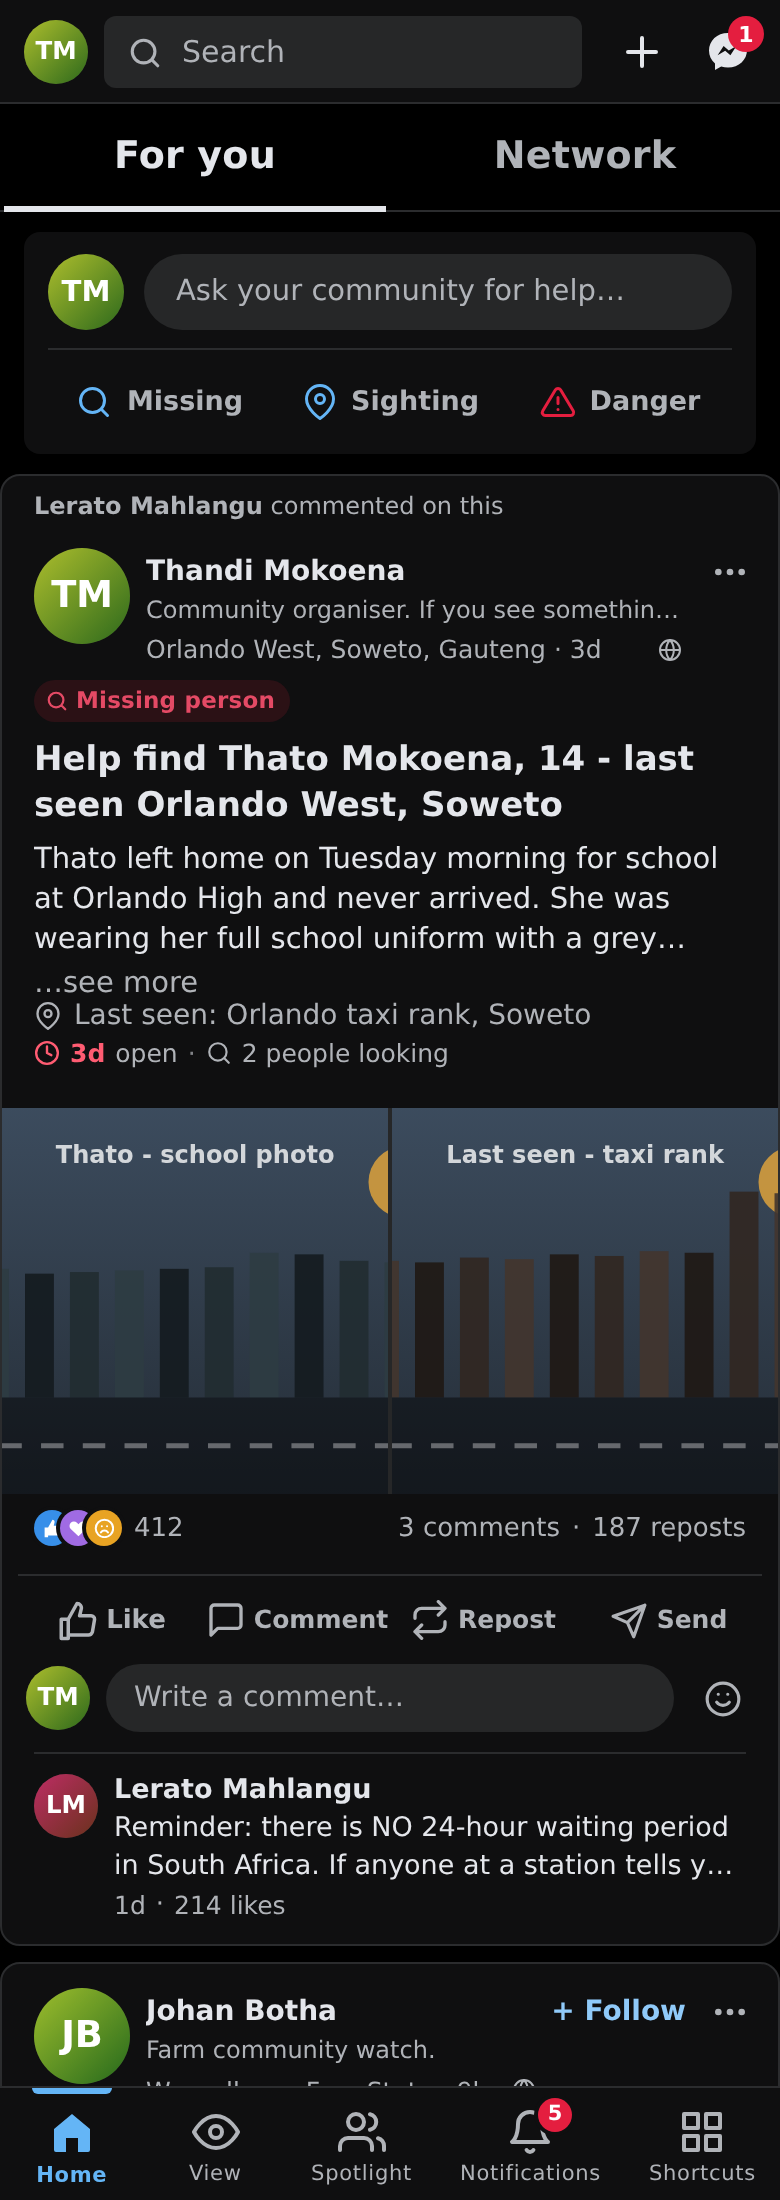 TM
Search
1
For you
Network
TM
Ask your community for help...
Missing
Sighting
Danger
Lerato Mahlangu commented on this
TM
Thandi Mokoena
Community organiser. If you see somethin...
Orlando West, Soweto, Gauteng · 3d
Missing person
Help find Thato Mokoena, 14 - last
seen Orlando West, Soweto
Thato left home on Tuesday morning for school
at Orlando High and never arrived. She was
wearing her full school uniform with a grey...
...see more
Last seen: Orlando taxi rank, Soweto
3d open · 2 people looking
Thato - school photo
Last seen - taxi rank
412
3 comments · 187 reposts
Like
Comment
Repost
Send
TM
Write a comment...
LM
Lerato Mahlangu
Reminder: there is NO 24-hour waiting period
in South Africa. If anyone at a station tells y...
1d · 214 likes
JB
Johan Botha
+ Follow
Farm community watch.
Home
View
Spotlight
5
Notifications
Shortcuts